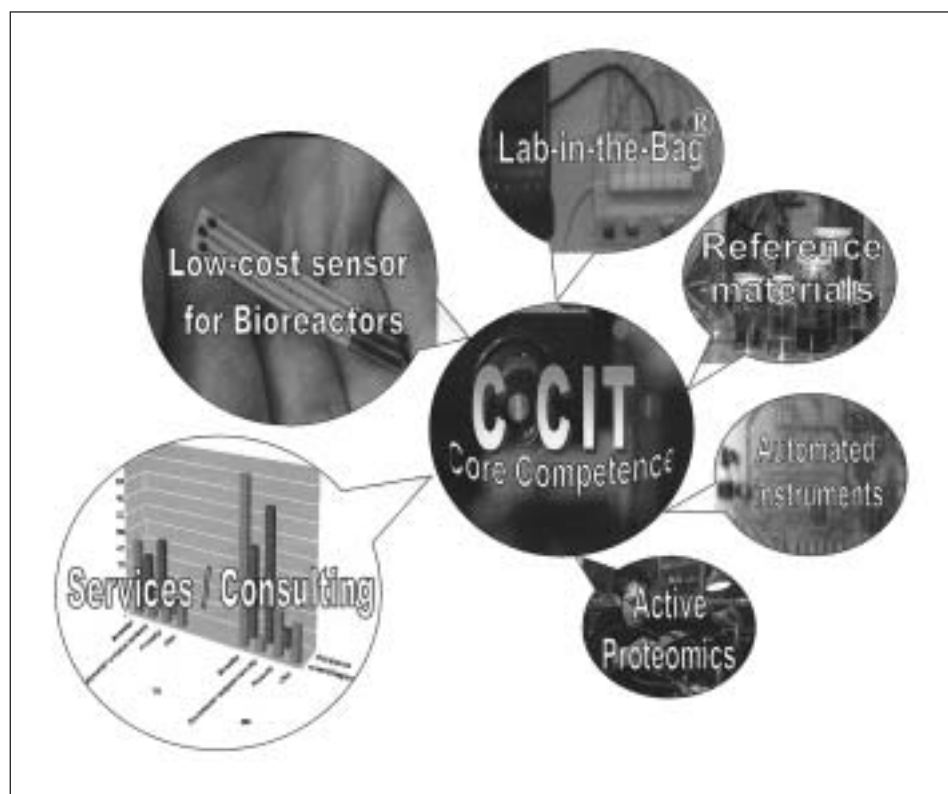 Lab-in-the-Bag®
Low-cost sensor
for Bioreactors
Reference
materials
C-CIT
Core Competence
Automated
instruments
Services / Consulting
Active
Proteomics